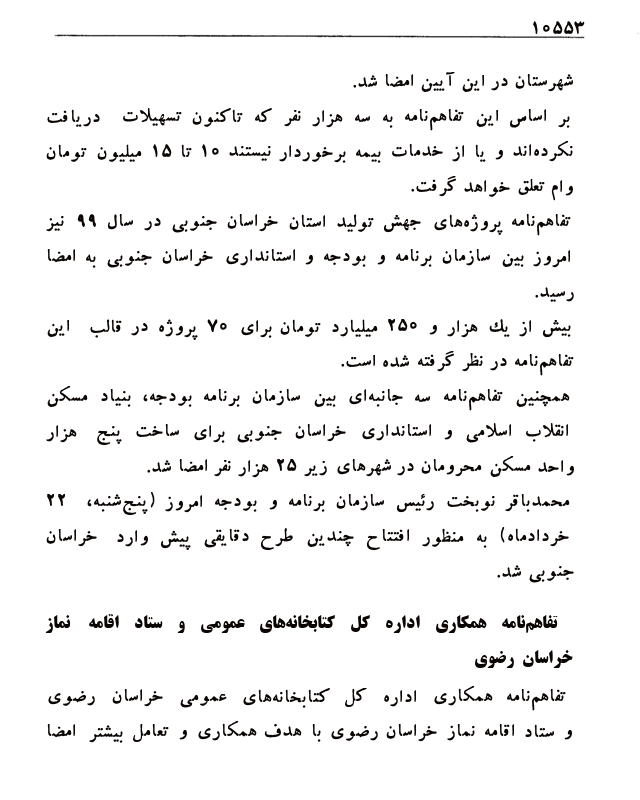 ۱۰۵۵۳
شهرستان در این آیین امضا شد.
بر اساس این تفاهم‌نامه به سه هزار نفر که تاکنون تسهیلات دریافت
نکرده‌اند و یا از خدمات بیمه برخوردار نیستند ۱۰ تا ۱۵ میلیون تومان
وام تعلق خواهد گرفت.
تفاهم‌نامه پروژه‌های جهش تولید استان خراسان جنوبی در سال ۹۹ نیز
امروز بین سازمان برنامه و بودجه و استانداری خراسان جنوبی به امضا
رسید.
بیش از یك هزار و ۲۵۰ میلیارد تومان برای ۷۰ پروژه در قالب این
تفاهم‌نامه در نظر گرفته شده است.
همچنین تفاهم‌نامه سه جانبه‌ای بین سازمان برنامه بودجه، بنیاد مسکن
انقلاب اسلامی و استانداری خراسان جنوبی برای ساخت پنج هزار
واحد مسکن محرومان در شهرهای زیر ۲۵ هزار نفر امضا شد.
محمدباقر نوبخت رئیس سازمان برنامه و بودجه امروز (پنج‌شنبه، ۲۲
خردادماه) به منظور افتتاح چندین طرح دقایقی پیش وارد خراسان
جنوبی شد.
تفاهم‌نامه همکاری اداره کل کتابخانه‌های عمومی و ستاد اقامه نماز
خراسان رضوی
تفاهم‌نامه همکاری اداره کل کتابخانه‌های عمومی خراسان رضوی
و ستاد اقامه نماز خراسان رضوی با هدف همکاری و تعامل بیشتر امضا